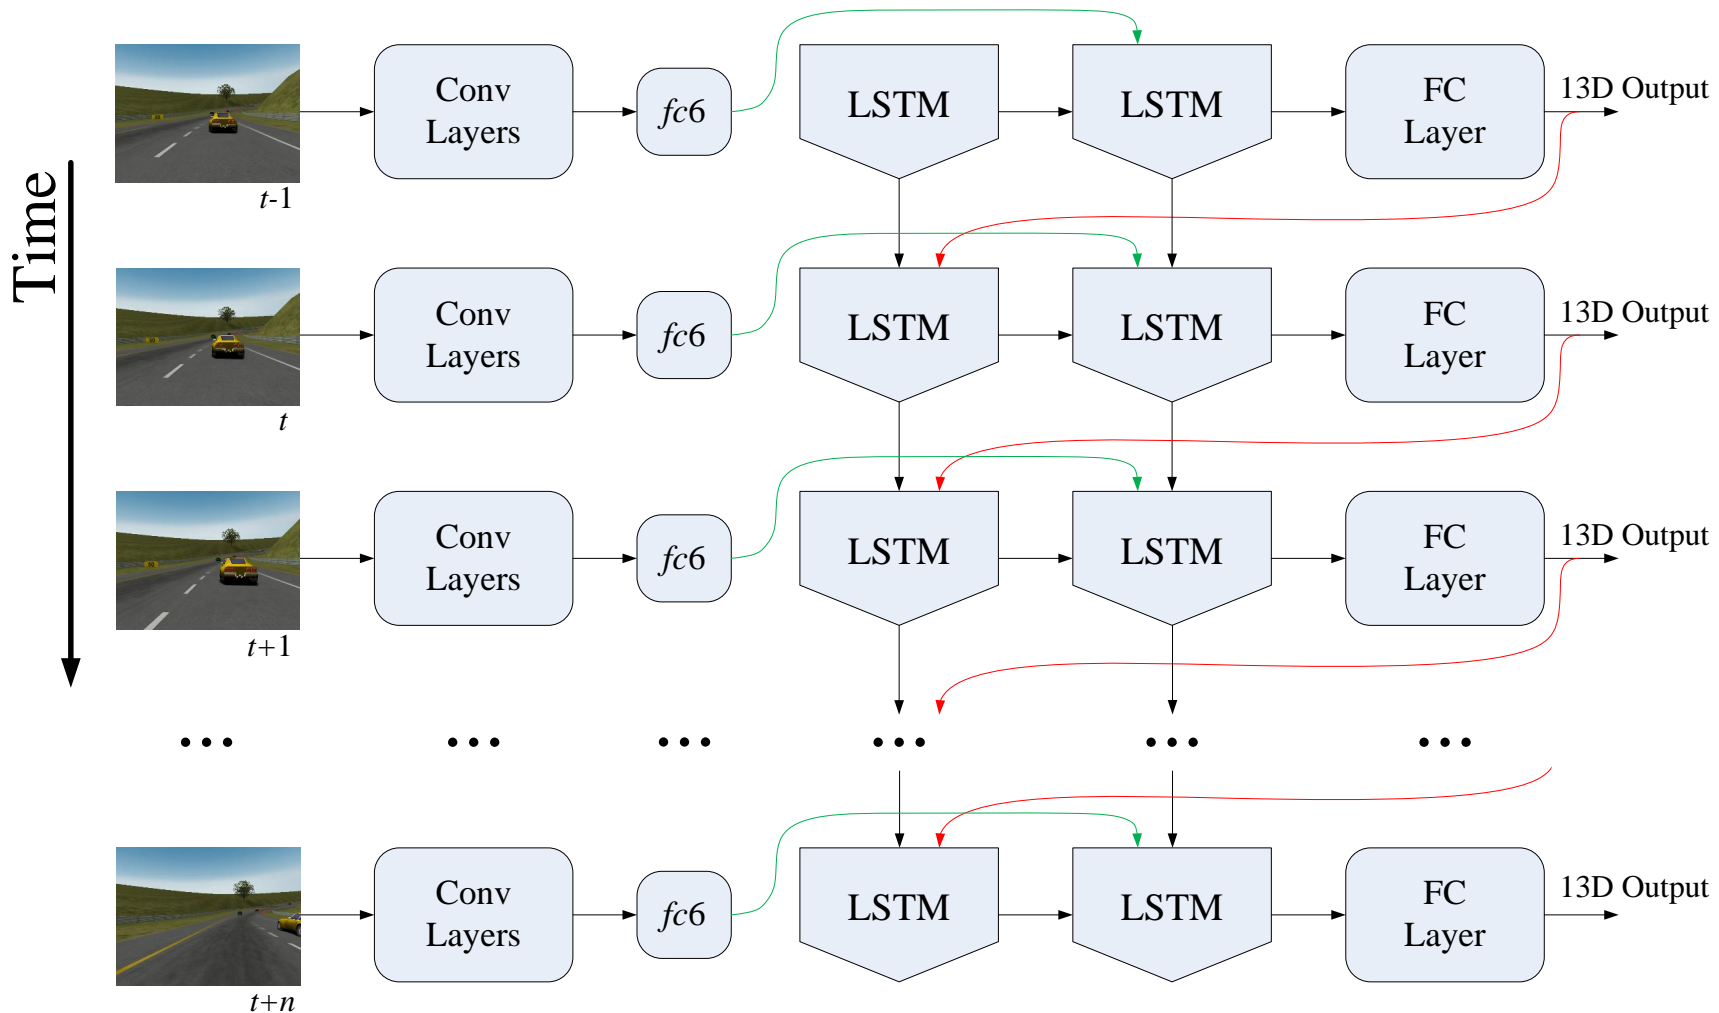 Time
Conv
Layers
fc6
LSTM
LSTM
FC
Layer
13D Output
t-1
Conv
Layers
fc6
LSTM
LSTM
FC
Layer
13D Output
t
Conv
Layers
fc6
LSTM
LSTM
FC
Layer
13D Output
t+1
... ... ... ... ... ...
Conv
Layers
fc6
LSTM
LSTM
FC
Layer
13D Output
t+n